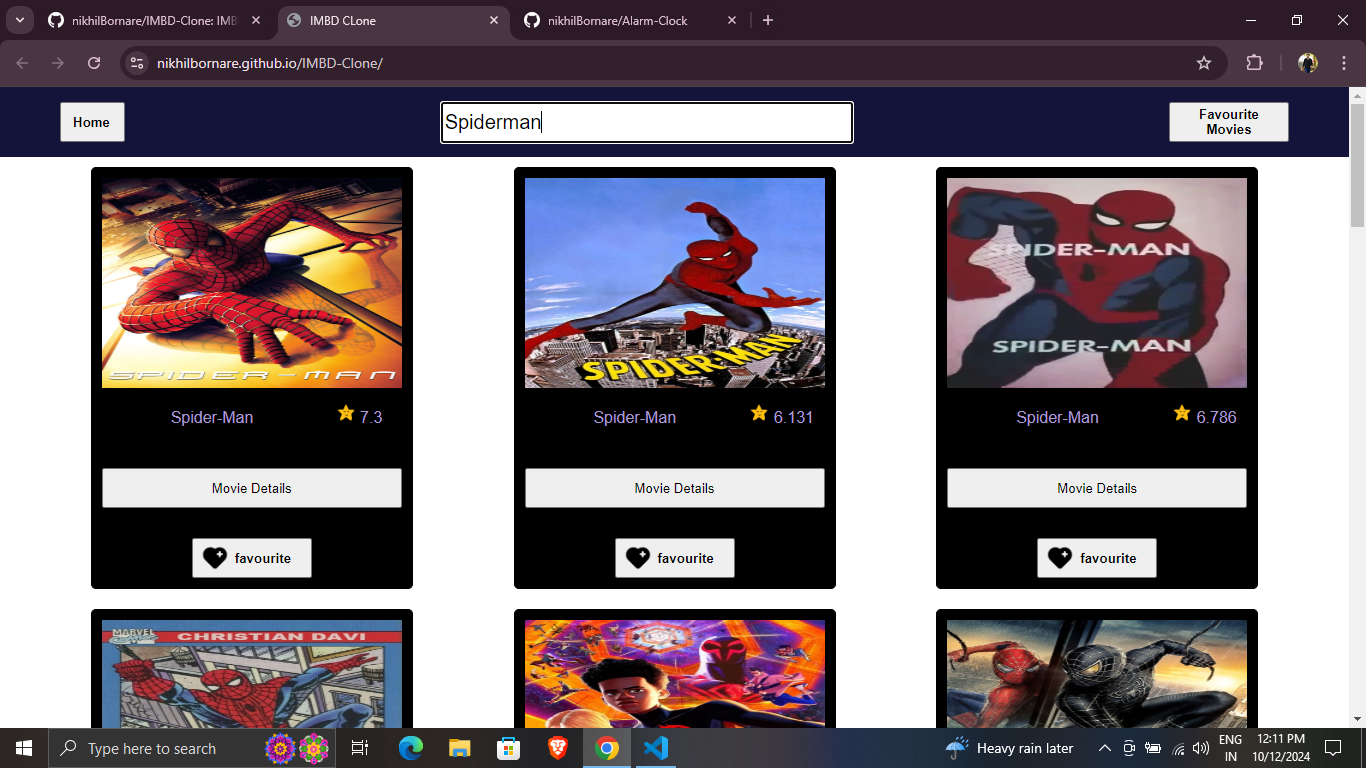 nikhilBornare/IMBD-Clone: IMB
IMBD CLone
nikhilBornare/Alarm-Clock
nikhilbornare.github.io/IMBD-Clone/
Home
Spiderman
Favourite
Movies
SPIDER-MAN
SPIDER-MAN
SPIDER-MAN
SPIDER-MAN
Spider-Man
7.3
Spider-Man
6.131
Spider-Man
6.786
Movie Details
Movie Details
Movie Details
favourite
favourite
favourite
MARVEL
CHRISTIAN DAVI
Type here to search
Heavy rain later
ENG
IN
12:11 PM
10/12/2024